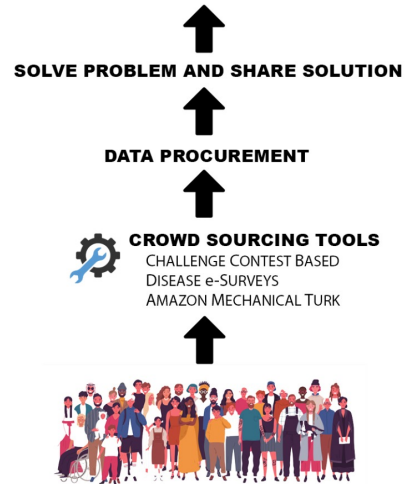 SOLVE PROBLEM AND SHARE SOLUTION
DATA PROCUREMENT
CROWD SOURCING TOOLS
CHALLENGE CONTEST BASED
DISEASE e-SURVEYS
AMAZON MECHANICAL TURK